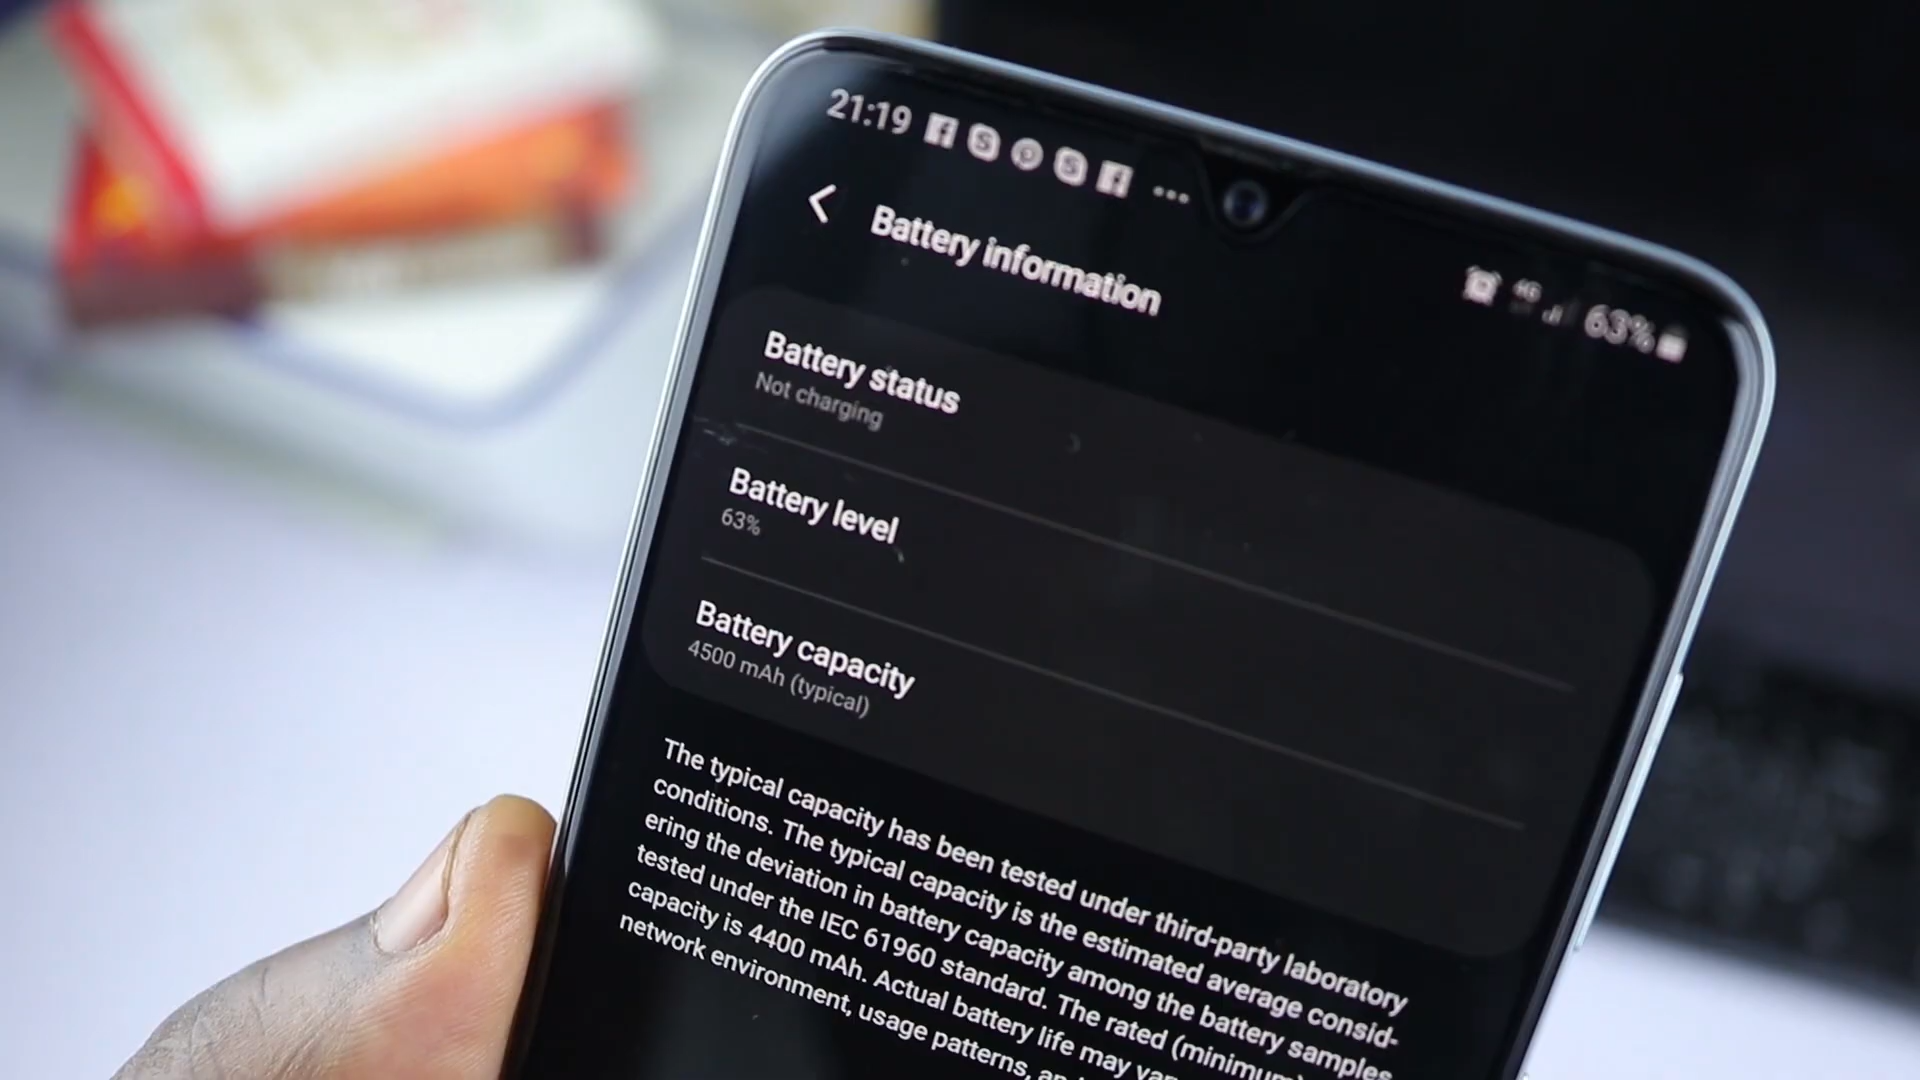 21:19
4G 63%
Battery information
Battery status
Not charging
Battery level
63%
Battery capacity
4500 mAh (typical)
The typical capacity has been tested under third-party laboratory
conditions. The typical capacity is the estimated average consid-
ering the deviation in battery capacity among the battery samples
tested under the IEC 61960 standard. The rated (minimum)
capacity is 4400 mAh. Actual battery life may
network environment, usage patterns,